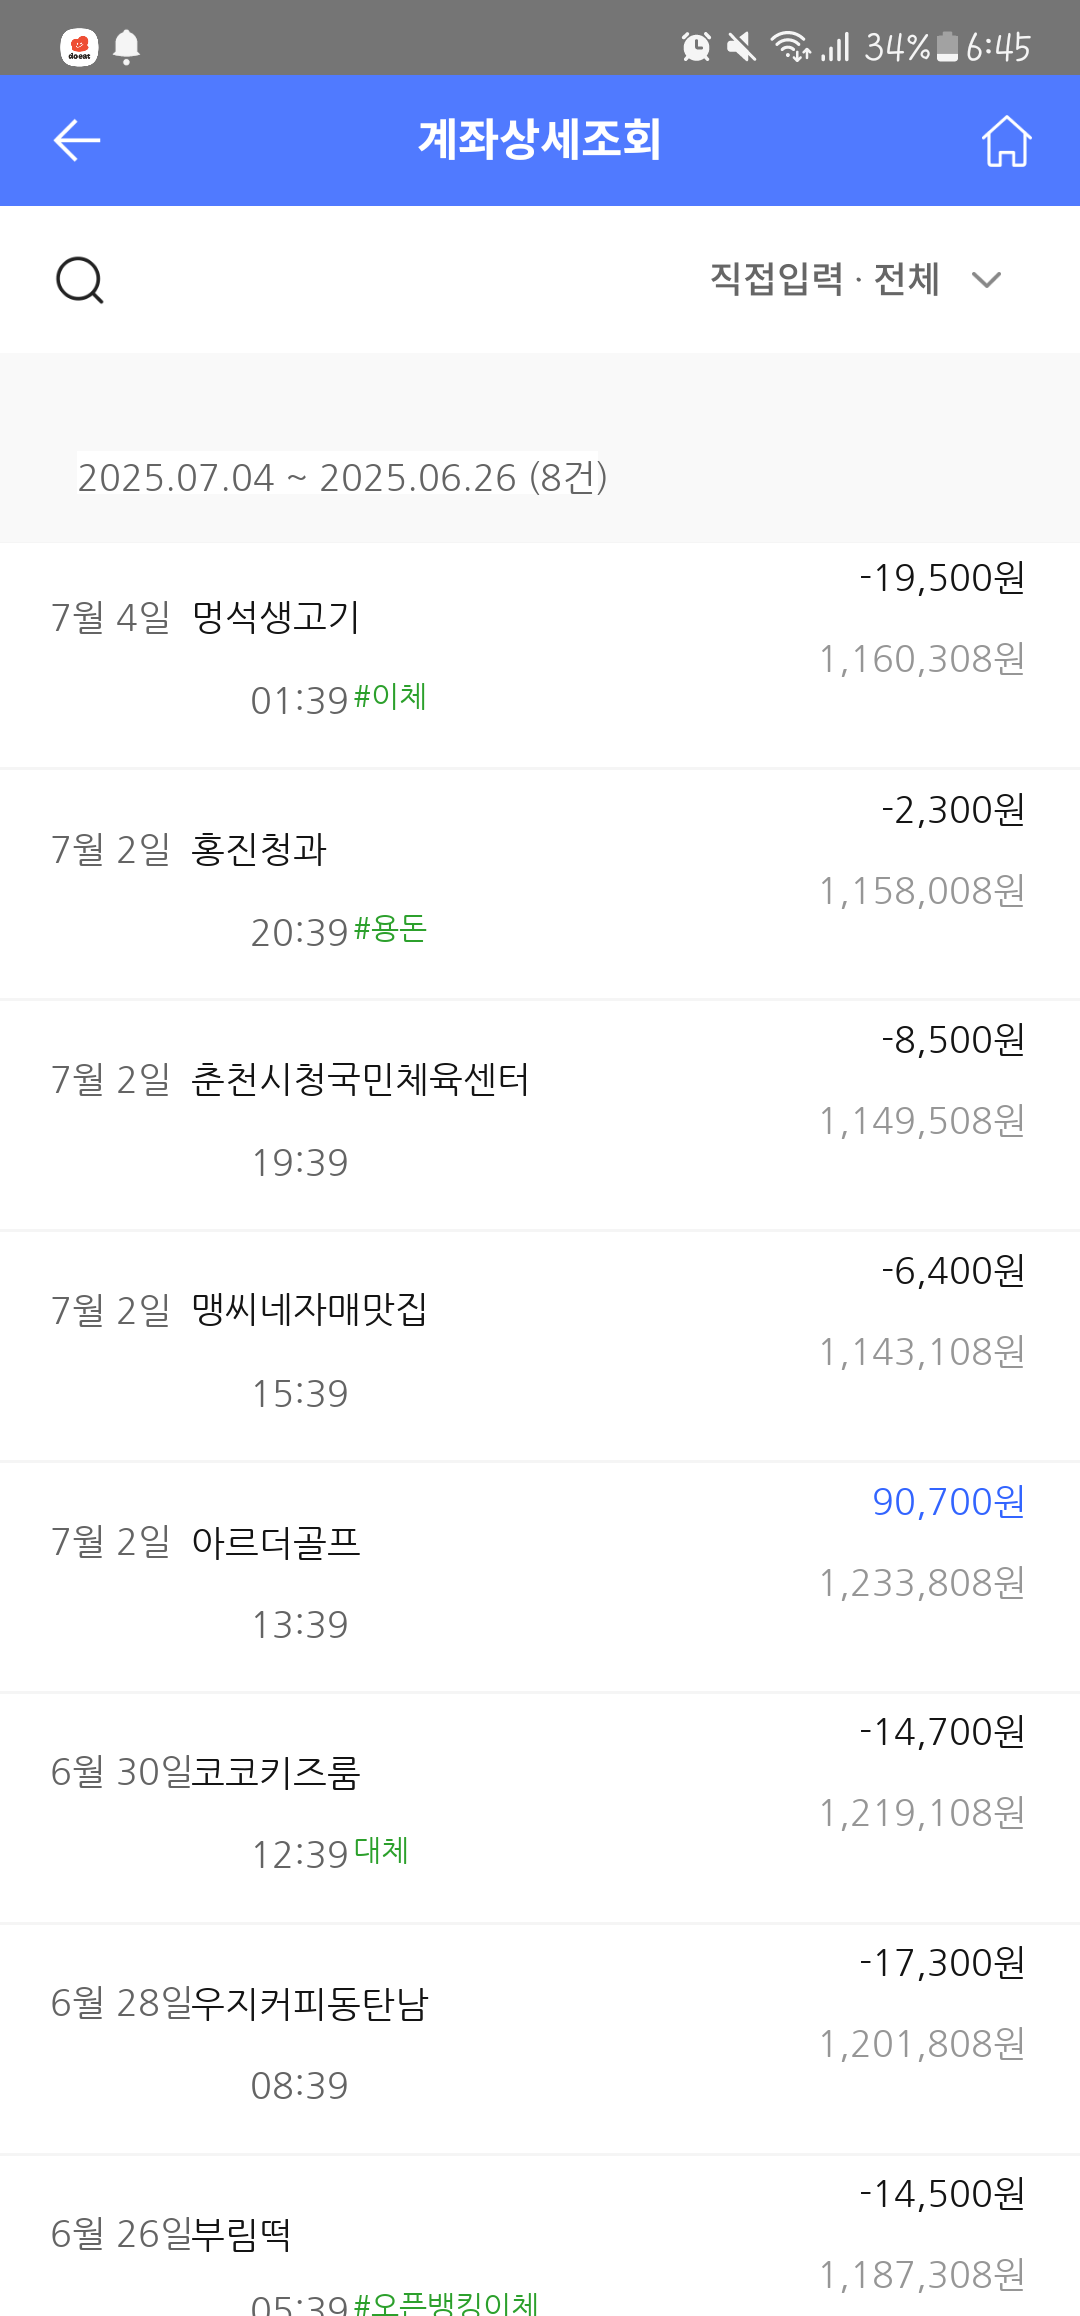 doeat
34% 6:45
계좌상세조회
직접입력 · 전체
2025.07.04 ~ 2025.06.26 (8건)
-19,500원
7월 4일 멍석생고기
1,160,308원
01:39 #이체
-2,300원
7월 2일 홍진청과
1,158,008원
20:39 #용돈
-8,500원
7월 2일 춘천시청국민체육센터
1,149,508원
19:39
-6,400원
7월 2일 맹씨네자매맛집
1,143,108원
15:39
90,700원
7월 2일 아르더골프
1,233,808원
13:39
-14,700원
6월 30일코코키즈룸
1,219,108원
12:39 대체
-17,300원
6월 28일우지커피동탄남
1,201,808원
08:39
-14,500원
6월 26일부림떡
1,187,308원
05:39 #오픈뱅킹이체